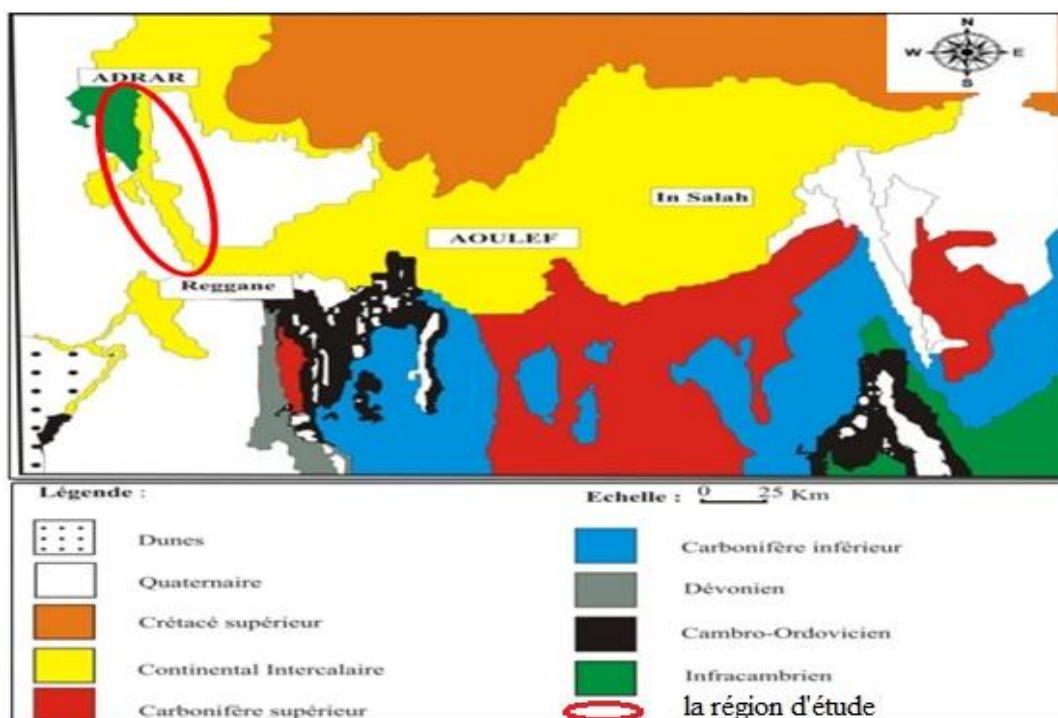 N
W E
S
ADRAR
In Salah
AOULEF
Reggane
Légende :
Echelle : 0 25 Km
Dunes
Carbonifère inférieur
Quaternaire
Dévonien
Crétacé supérieur
Cambro-Ordovicien
Continental Intercalaire
Infracambrien
Carbonifère supérieur
la région d'étude